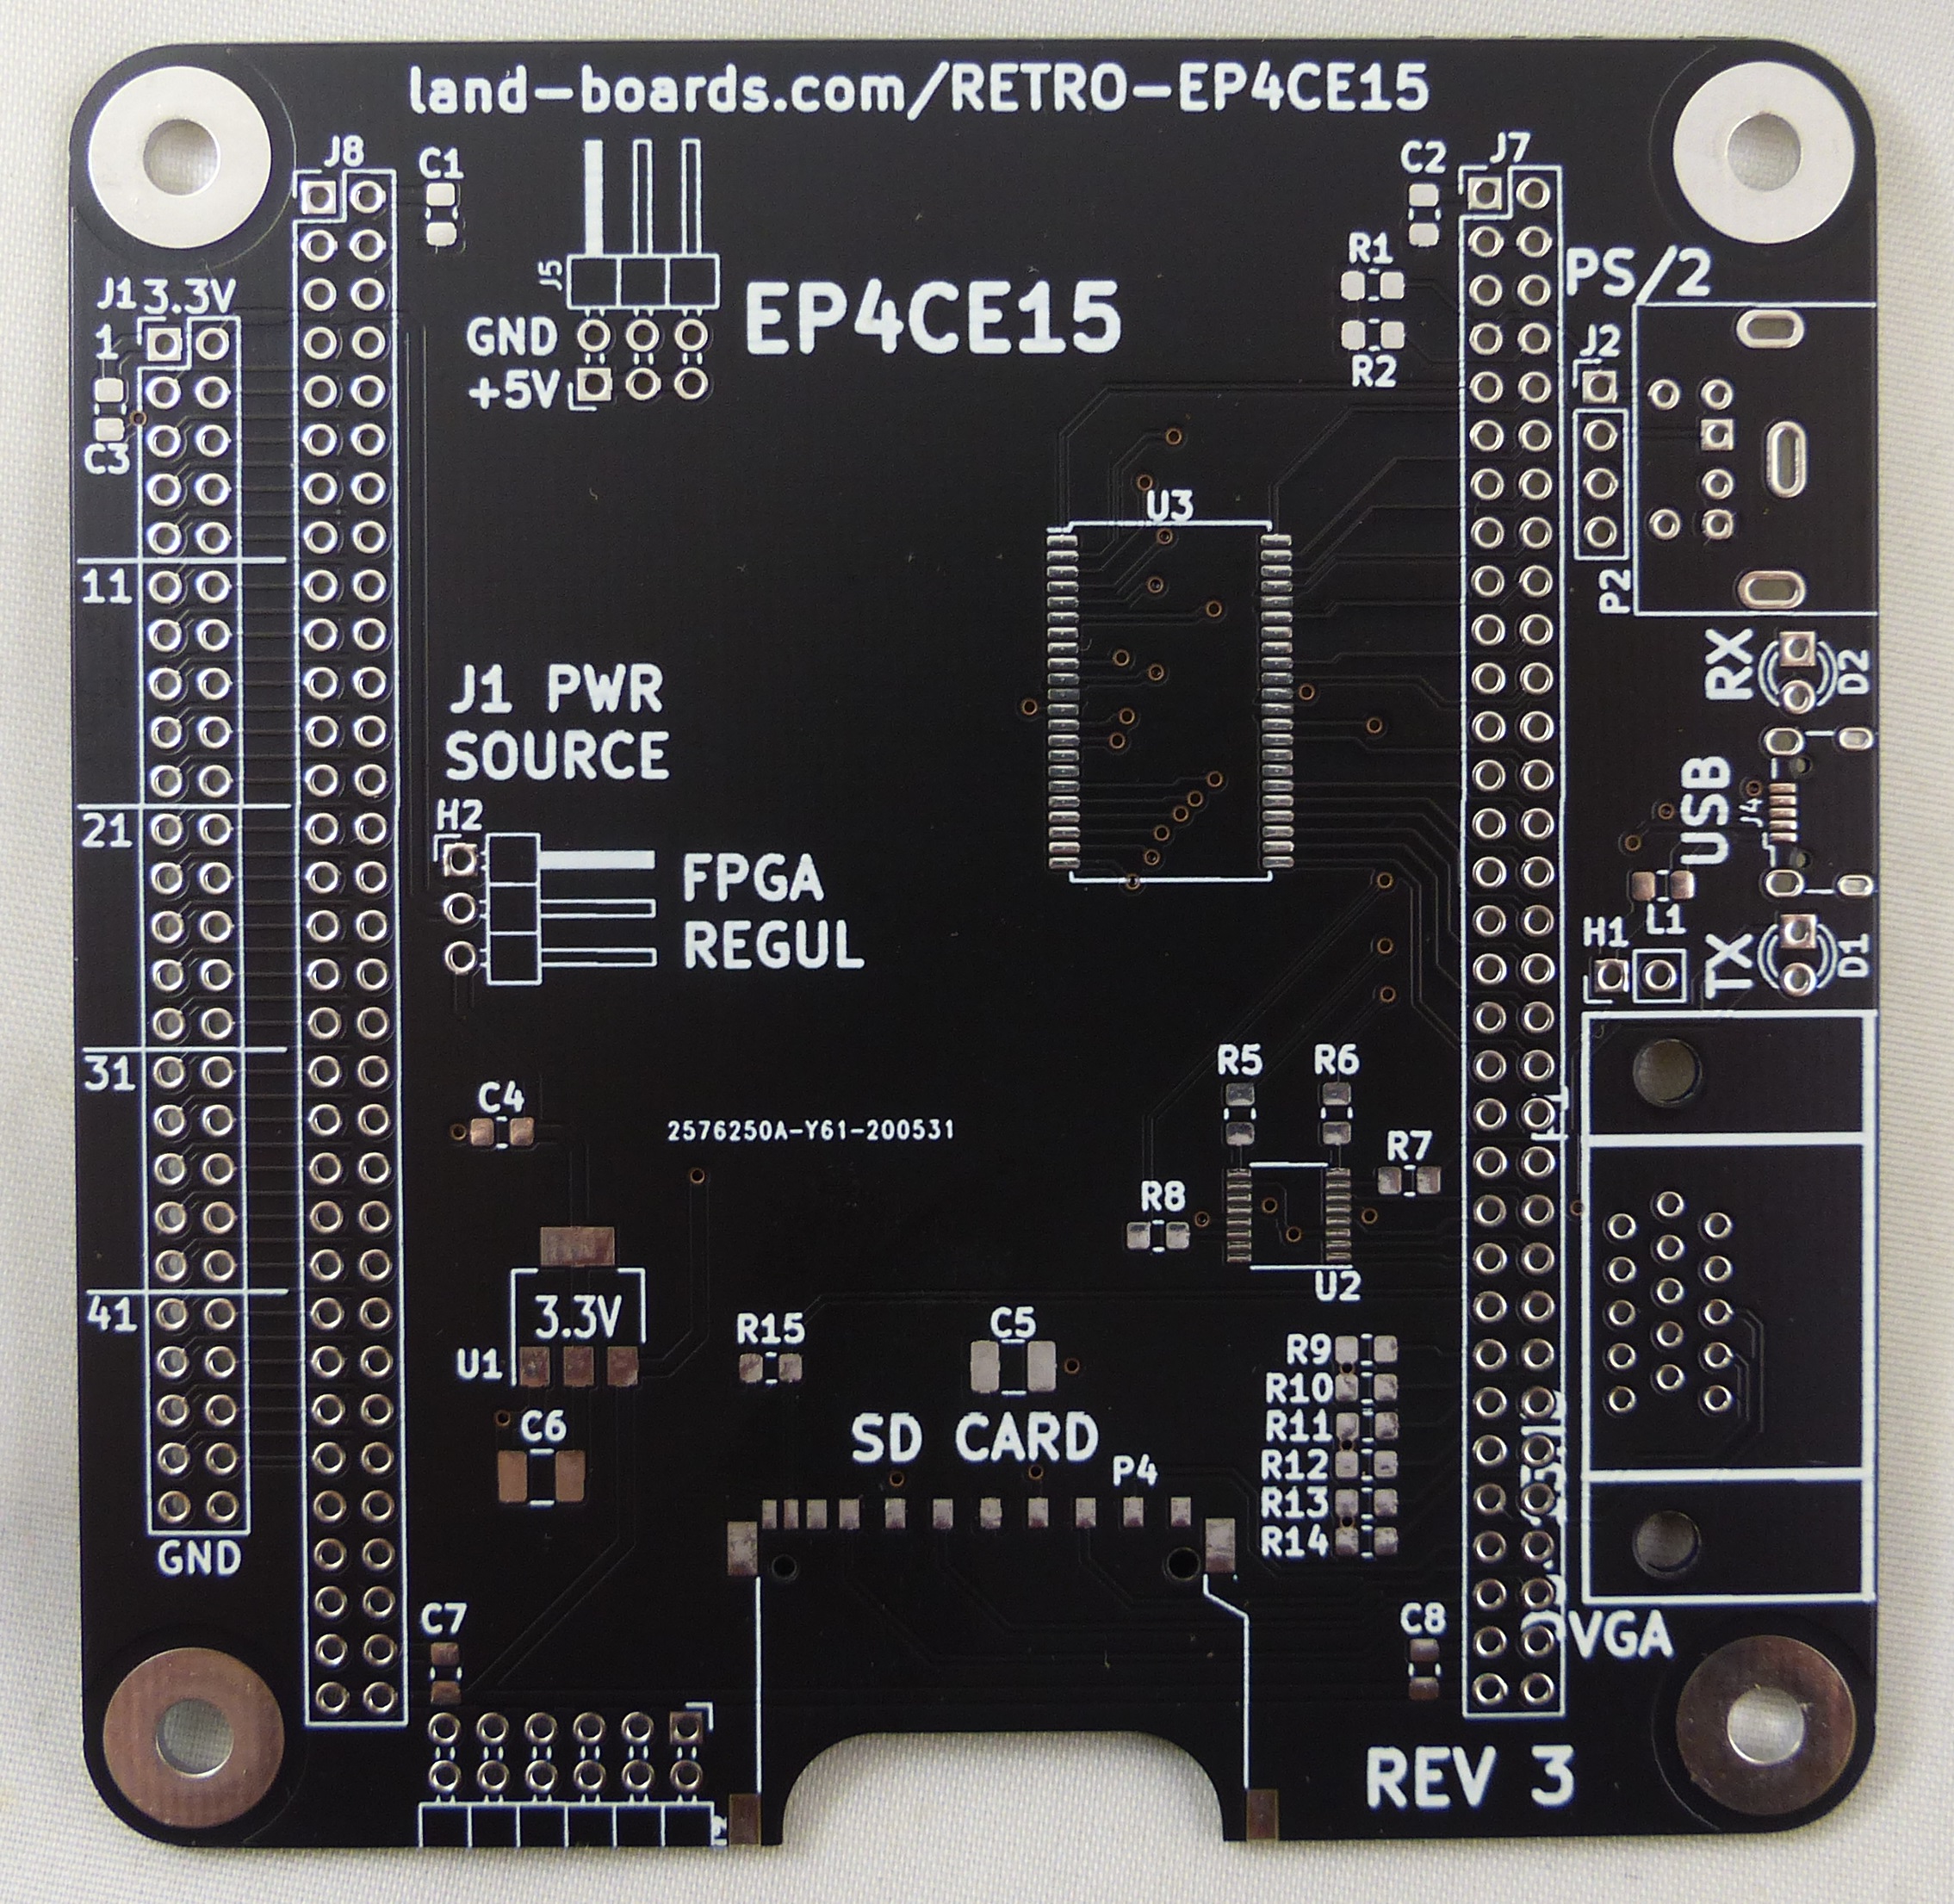 land-boards.com/RETRO-EP4CE15
J8
C1
C2
J7
J5
R1
PS/2
J1 3.3V
1
GND
EP4CE15
+5V
R2
J2
C3
U3
11
P2
RX
D2
J1 PWR
SOURCE
USB
J4
21
H2
FPGA
REGUL
H1
L1
TX
D1
31
C4
2576250A-Y61-200531
R5
R6
R7
R8
U2
41
3.3V
U1
R15
C5
R9
R10
R11
R12
R13
R14
C6
SD CARD
P4
GND
C7
C8
VGA
REV 3